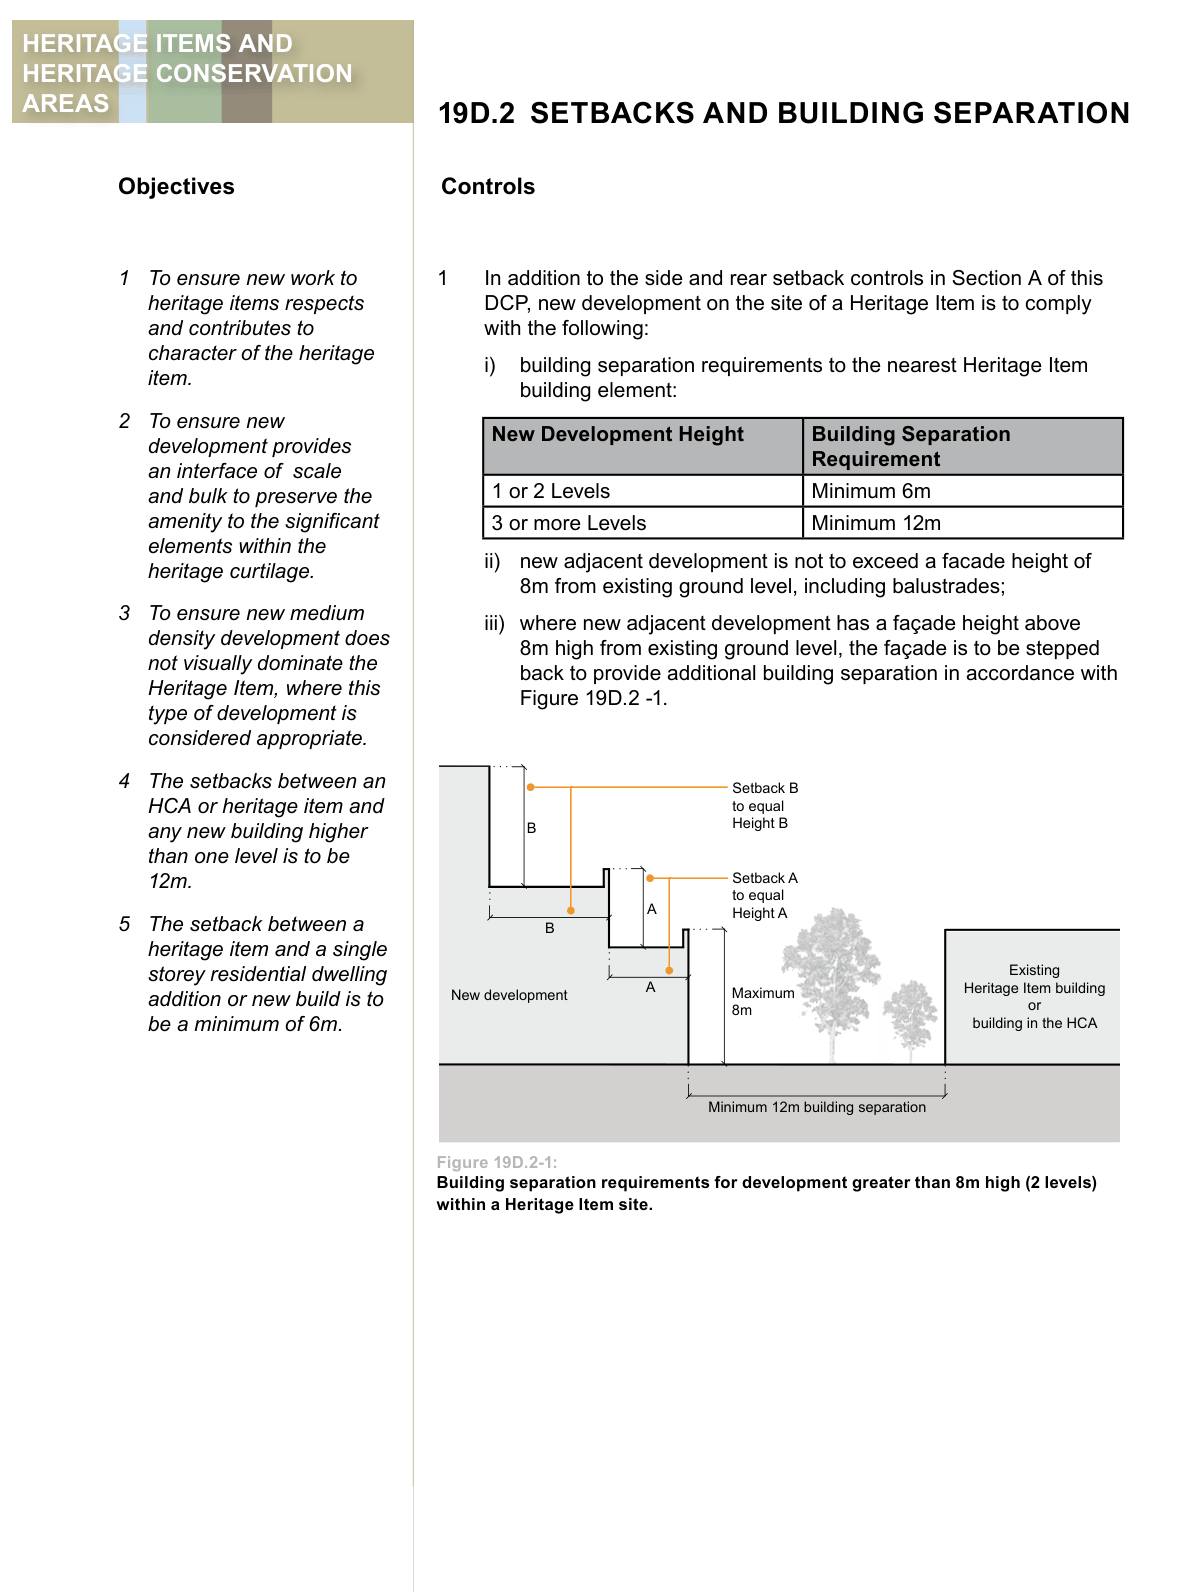 HERITAGE ITEMS AND
HERITAGE CONSERVATION
AREAS
19D.2 SETBACKS AND BUILDING SEPARATION
Objectives
1 To ensure new work to
heritage items respects
and contributes to
character of the heritage
item.
2 To ensure new
development provides
an interface of scale
and bulk to preserve the
amenity to the significant
elements within the
heritage curtilage.
3 To ensure new medium
density development does
not visually dominate the
Heritage Item, where this
type of development is
considered appropriate.
4 The setbacks between an
HCA or heritage item and
any new building higher
than one level is to be
12m.
5 The setback between a
heritage item and a single
storey residential dwelling
addition or new build is to
be a minimum of 6m.
Controls
1 In addition to the side and rear setback controls in Section A of this
DCP, new development on the site of a Heritage Item is to comply
with the following:
i) building separation requirements to the nearest Heritage Item
building element:
New Development Height
Building Separation
Requirement
1 or 2 Levels
Minimum 6m
3 or more Levels
Minimum 12m
ii) new adjacent development is not to exceed a facade height of
8m from existing ground level, including balustrades;
iii) where new adjacent development has a façade height above
8m high from existing ground level, the façade is to be stepped
back to provide additional building separation in accordance with
Figure 19D.2 -1.
Setback B
to equal
Height B
B
Setback A
to equal
Height A
A
B
A
New development
Maximum
8m
Existing
Heritage Item building
or
building in the HCA
Minimum 12m building separation
Figure 19D.2-1:
Building separation requirements for development greater than 8m high (2 levels)
within a Heritage Item site.